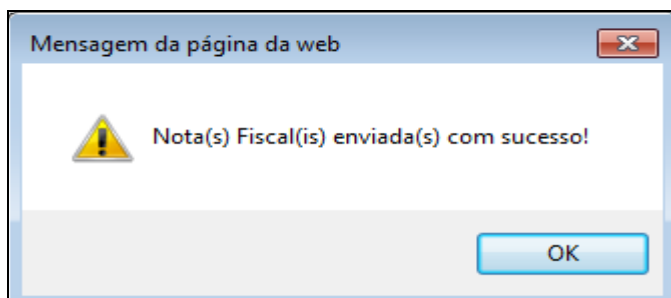 Mensagem da página da web
Nota(s) Fiscal(is) enviada(s) com sucesso!
OK